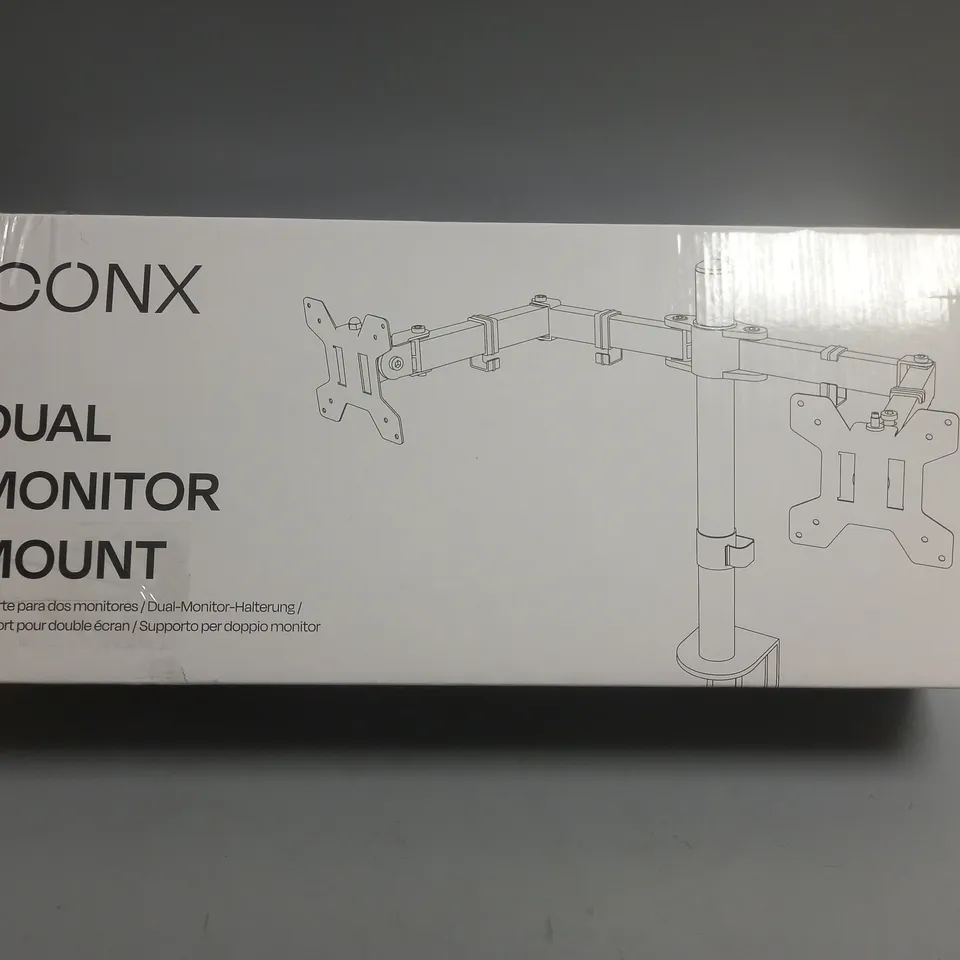 CONX
DUAL
MONITOR
MOUNT
rte para dos monitores / Dual-Monitor-Halterung /
ort pour double écran / Supporto per doppio monitor